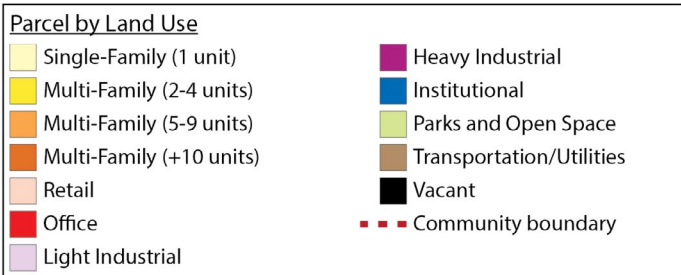 Parcel by Land Use
Single-Family (1 unit)
Multi-Family (2-4 units)
Multi-Family (5-9 units)
Multi-Family (+10 units)
Retail
Office
Light Industrial
Heavy Industrial
Institutional
Parks and Open Space
Transportation/Utilities
Vacant
Community boundary